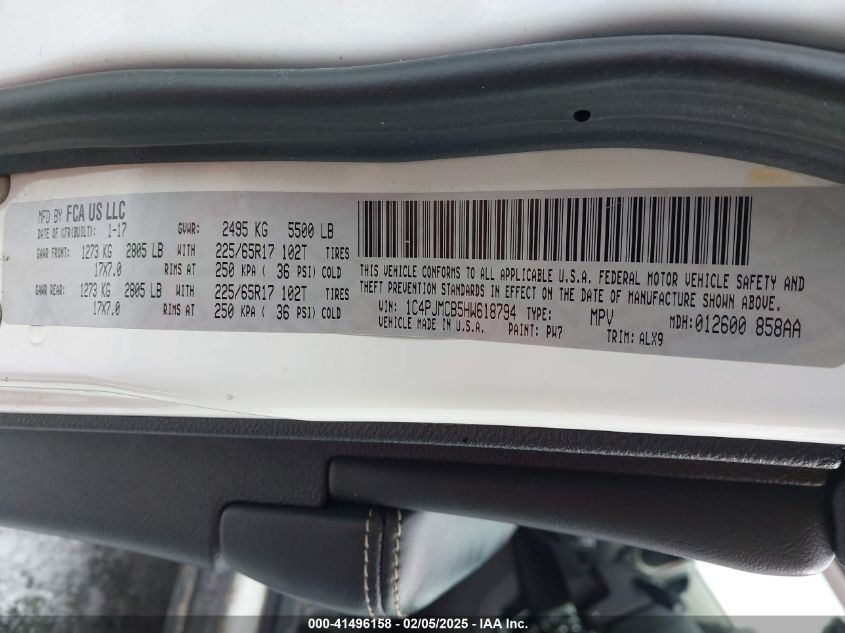 MFD BY FCA US LLC
DATE OF MFR(BUILT): 1-17 GVWR: 2495 KG 5500 LB
GAWR FRONT: 1273 KG 2805 LB WITH 225/65R17 102T TIRES
17X7.0 RIMS AT 250 KPA ( 36 PSI) COLD
GAWR REAR: 1273 KG 2805 LB WITH 225/65R17 102T TIRES
17X7.0 RIMS AT 250 KPA ( 36 PSI) COLD
THIS VEHICLE CONFORMS TO ALL APPLICABLE U.S.A. FEDERAL MOTOR VEHICLE SAFETY AND
THEFT PREVENTION STANDARDS IN EFFECT ON THE DATE OF MANUFACTURE SHOWN ABOVE.
VIN: 1C4PJMCB5HW618794 TYPE: MPV MDH:012600 858AA
VEHICLE MADE IN U.S.A. PAINT: PW7 TRIM: ALX9
000-41496158 - 02/05/2025 - IAA Inc.